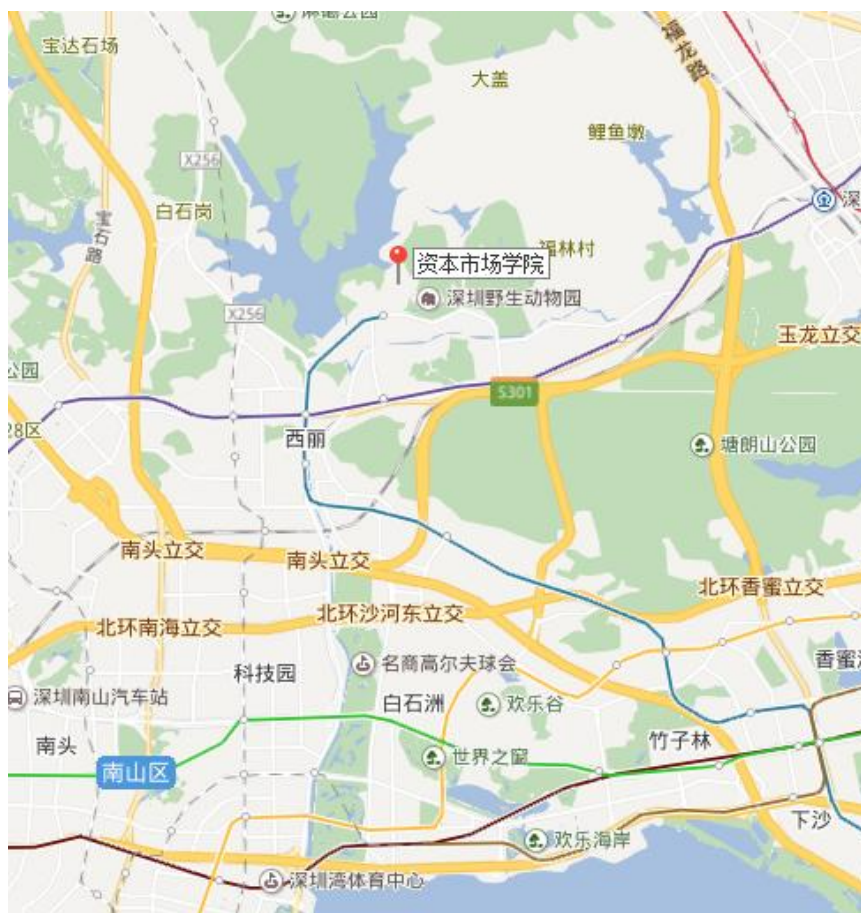 宝达石场
福龙路
大盖
鲤鱼墩
X256
深
白石岗
宝石路
福林村
资本市场学院
深圳野生动物园
X256
玉龙立交
公园
S301
28区
西丽
塘朗山公园
南头立交
南头立交
北环香蜜立交
北环沙河东立交
北环南海立交
名商高尔夫球会
香蜜
科技园
深圳南山汽车站
白石洲
欢乐谷
南头
竹子林
世界之窗
南山区
下沙
欢乐海岸
深圳湾体育中心